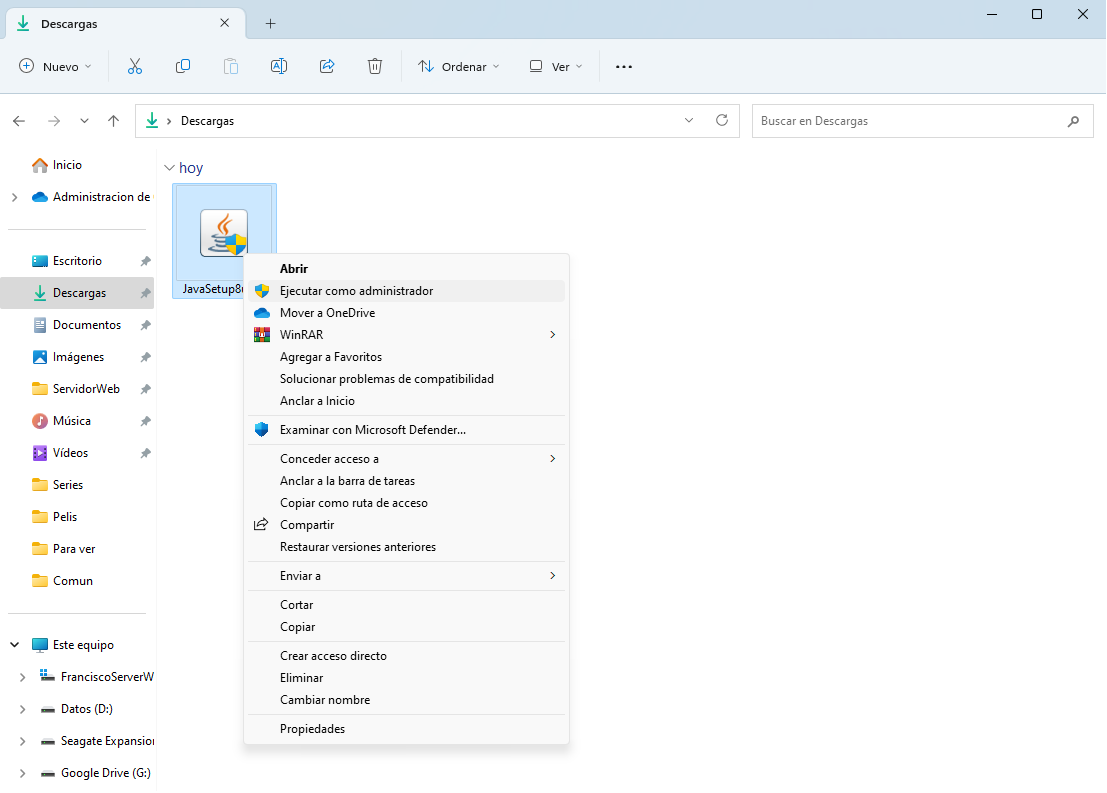 Descargas
Nuevo
Ordenar
Ver
Descargas
Buscar en Descargas
Inicio
Administracion de
Escritorio
Descargas
Documentos
Imágenes
ServidorWeb
Música
Vídeos
Series
Pelis
Para ver
Comun
Este equipo
FranciscoServerW
Datos (D:)
Seagate Expansion
Google Drive (G:)
hoy
JavaSetup8
Abrir
Ejecutar como administrador
Mover a OneDrive
WinRAR
Agregar a Favoritos
Solucionar problemas de compatibilidad
Anclar a Inicio
Examinar con Microsoft Defender...
Conceder acceso a
Anclar a la barra de tareas
Copiar como ruta de acceso
Compartir
Restaurar versiones anteriores
Enviar a
Cortar
Copiar
Crear acceso directo
Eliminar
Cambiar nombre
Propiedades